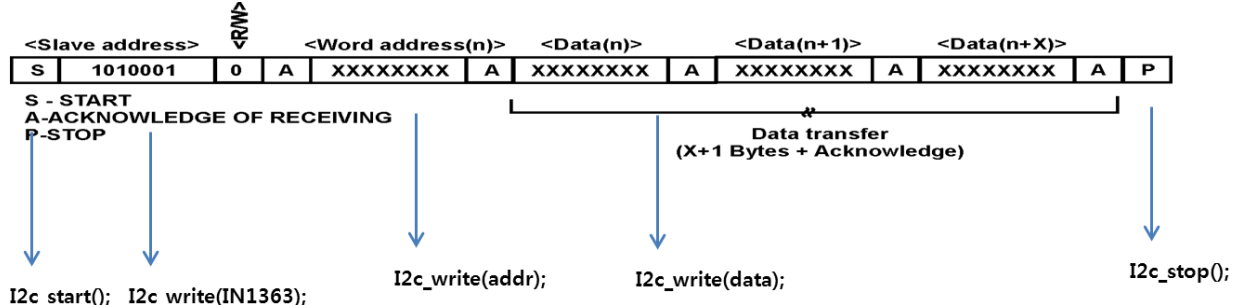 <R/W>
<Slave address> <Word address(n)> <Data(n)> <Data(n+1)> <Data(n+X)>
S 1010001 0 A XXXXXXXX A XXXXXXXX A XXXXXXXX A XXXXXXXX A P
S - START
A-ACKNOWLEDGE OF RECEIVING
P-STOP
Data transfer
(X+1 Bytes + Acknowledge)
I2c_start(); I2c_write(IN1363); I2c_write(addr); I2c_write(data); I2c_stop();